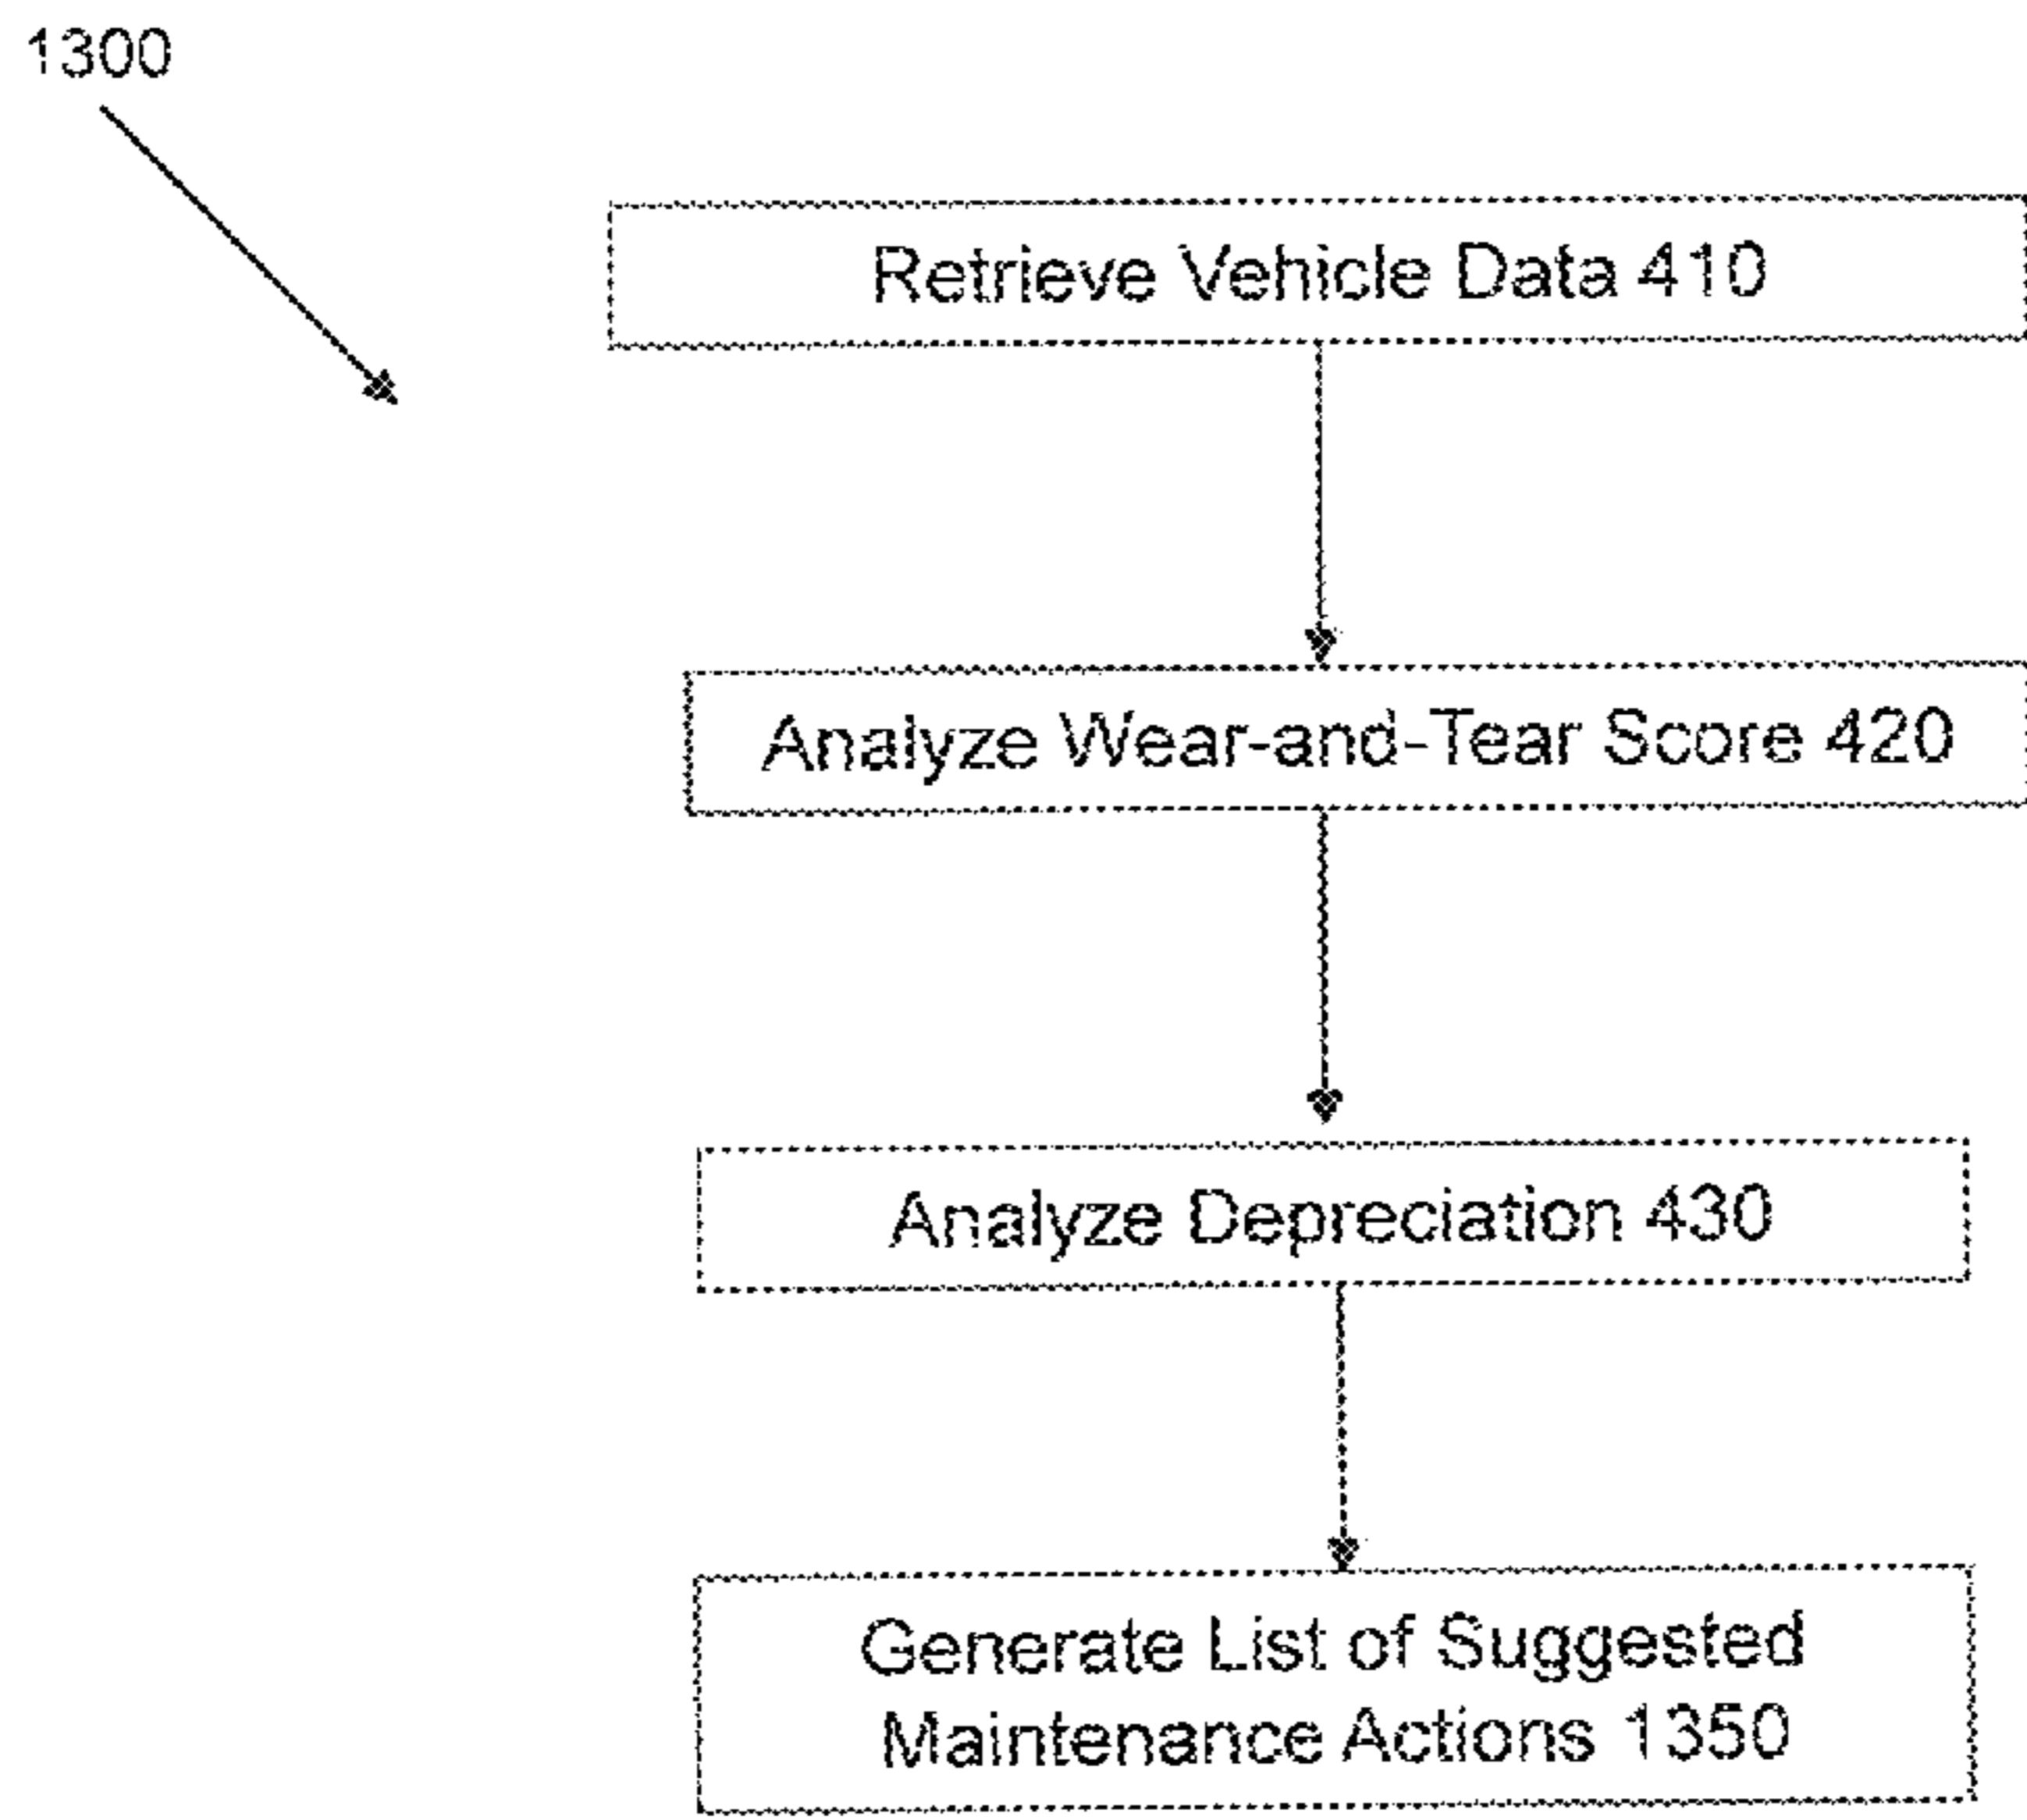 1300
Retrieve Vehicle Data 410
Analyze Wear-and-Tear Score 420
Analyze Depreciation 430
Generate List of Suggested
Maintenance Actions 1350